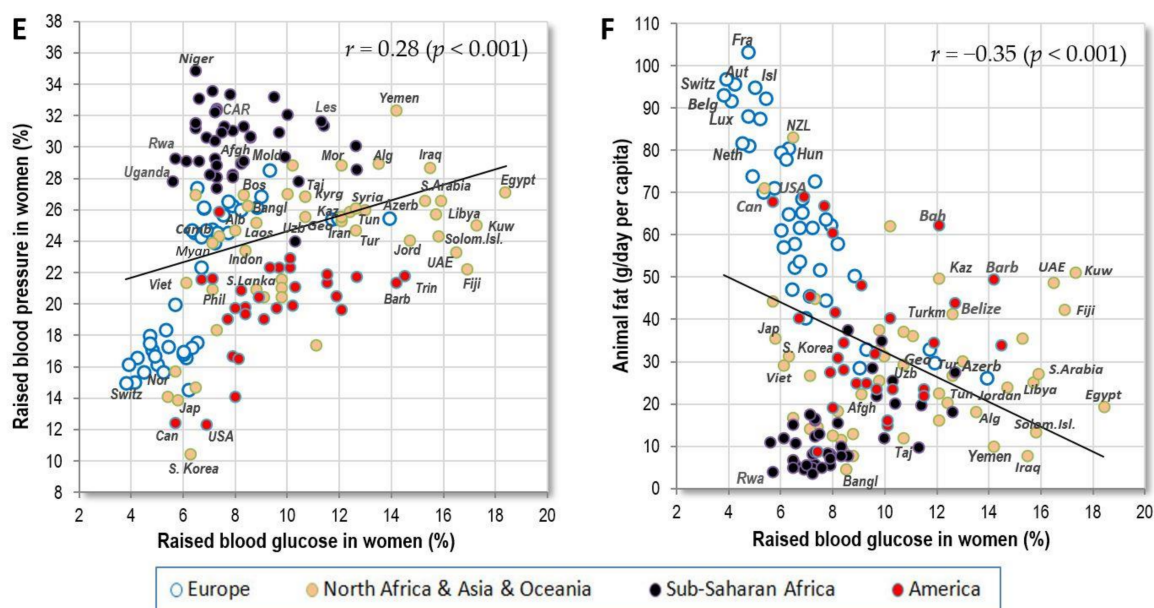 E
r = 0.28 (p < 0.001)
Raised blood pressure in women (%)
38
36
34
32
30
28
26
24
22
20
18
16
14
12
10
8
Niger
Yemen
CAR
Les
Rwa
Afgh
Mold
Mor
Alg
Iraq
Uganda
Bos
Taj
Kyrg
Syria
S.Arabia
Egypt
Bangl
Kaz
Azerb
Alb
Tun
Libya
Comb
Laos
Uzb
Geo
Iran
Tur
Kuw
Myan
Jord
Solom.Isl.
Indon
UAE
Viet
S.Lanka
Fiji
Phil
Barb
Trin
Nor
Switz
Jap
Can
USA
S. Korea
2 4 6 8 10 12 14 16 18 20
Raised blood glucose in women (%)
F
r = −0.35 (p < 0.001)
Animal fat (g/day per capita)
110
100
90
80
70
60
50
40
30
20
10
0
Fra
Switz
Aut
Isl
Belg
Lux
NZL
Neth
Hun
USA
Can
Bah
Kaz
Barb
UAE
Kuw
Turkm
Belize
Fiji
Jap
S. Korea
Geo
Viet
Uzb
Tur
Azerb
S.Arabia
Afgh
Tun
Jordan
Libya
Egypt
Alg
Solom.Isl.
Taj
Yemen
Iraq
Rwa
Bangl
2 4 6 8 10 12 14 16 18 20
Raised blood glucose in women (%)
Europe
North Africa & Asia & Oceania
Sub-Saharan Africa
America